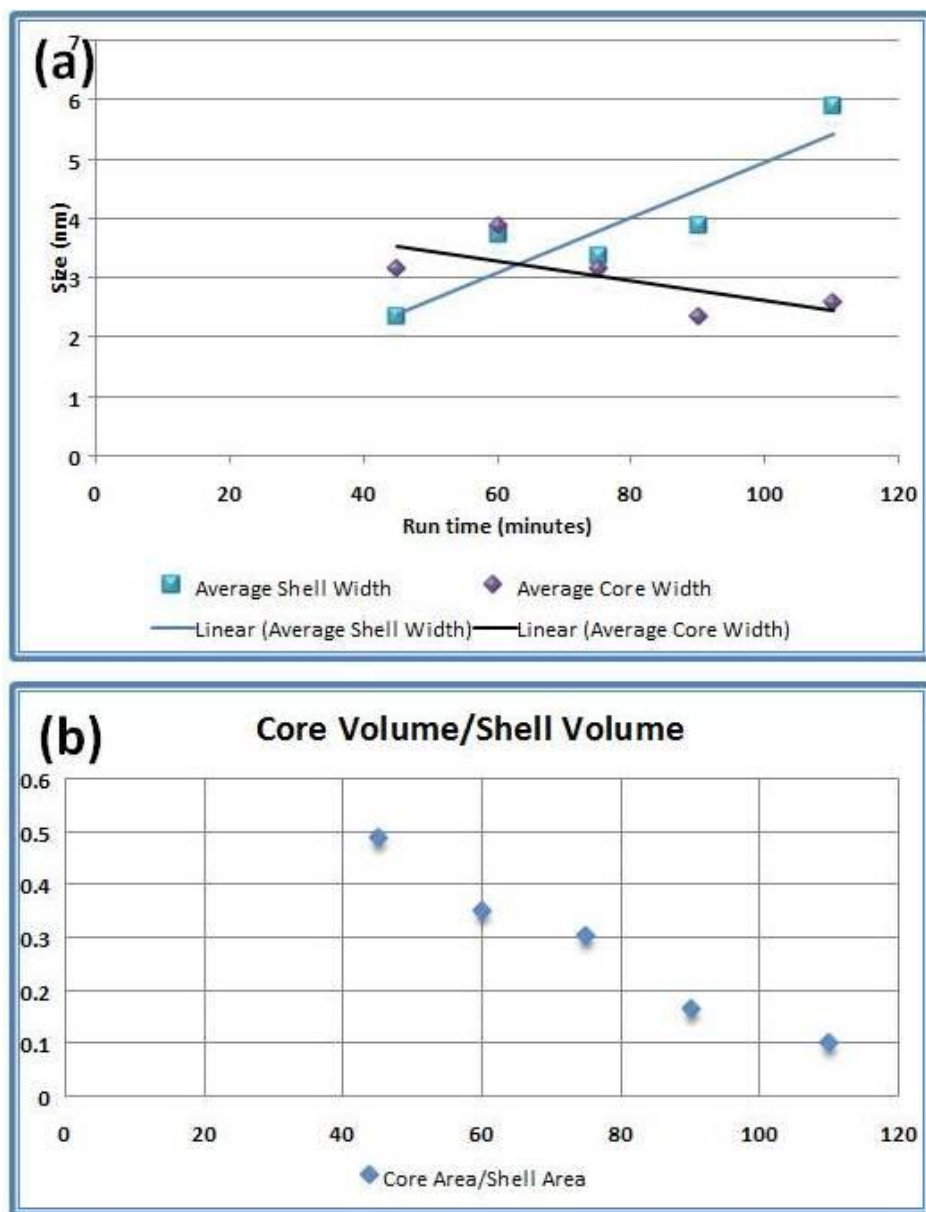 (a)
7
6
5
4
3
2
1
0
Size (nm)
0 20 40 60 80 100 120
Run time (minutes)
Average Shell Width Average Core Width
Linear (Average Shell Width) Linear (Average Core Width)
(b) Core Volume/Shell Volume
0.6
0.5
0.4
0.3
0.2
0.1
0
0 20 40 60 80 100 120
Core Area/Shell Area